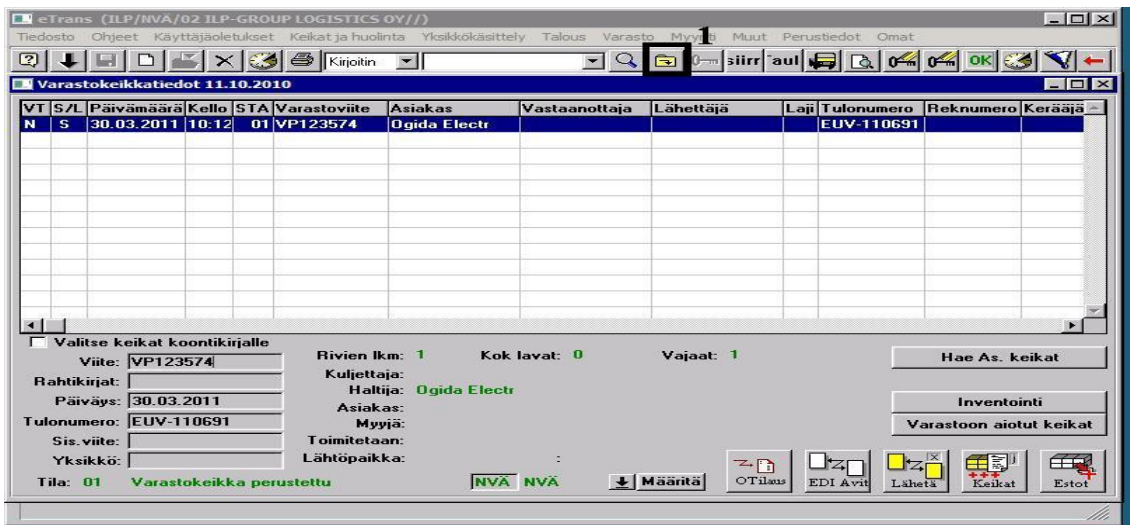 eTrans (ILP/NVÄ/02 ILP-GROUP LOGISTICS OY//)
Tiedosto Ohjeet Käyttäjäoletukset Keikat ja huolinta Yksikkökäsittely Talous Varasto Myynti Muut Perustiedot Omat
1
Kirjoitin siirr aul OK
Varastokeikkatiedot 11.10.2010
VT S/L Päivämäärä Kello STA Varastoviite Asiakas Vastaanottaja Lähettäjä Laji Tulonumero Reknumero Kerääjä
N S 30.03.2011 10:12 01 VP123574 Ogida Electr EUV-110691
Valitse keikat koontikirjalle
Viite: VP123574 Rivien lkm: 1 Kok lavat: 0 Vajaat: 1 Hae As. keikat
Rahtikirjat: Kuljettaja:
Haltija: Ogida Electr
Päiväys: 30.03.2011 Asiakas: Inventointi
Tulonumero: EUV-110691 Myyjä: Varastoon aiotut keikat
Sis.viite: Toimitetaan:
Yksikkö: Lähtöpaikka: :
Tila: 01 Varastokeikka perustettu NVÄ NVÄ Määritä OTilaus EDI Avit Lähetä Keikat Estot